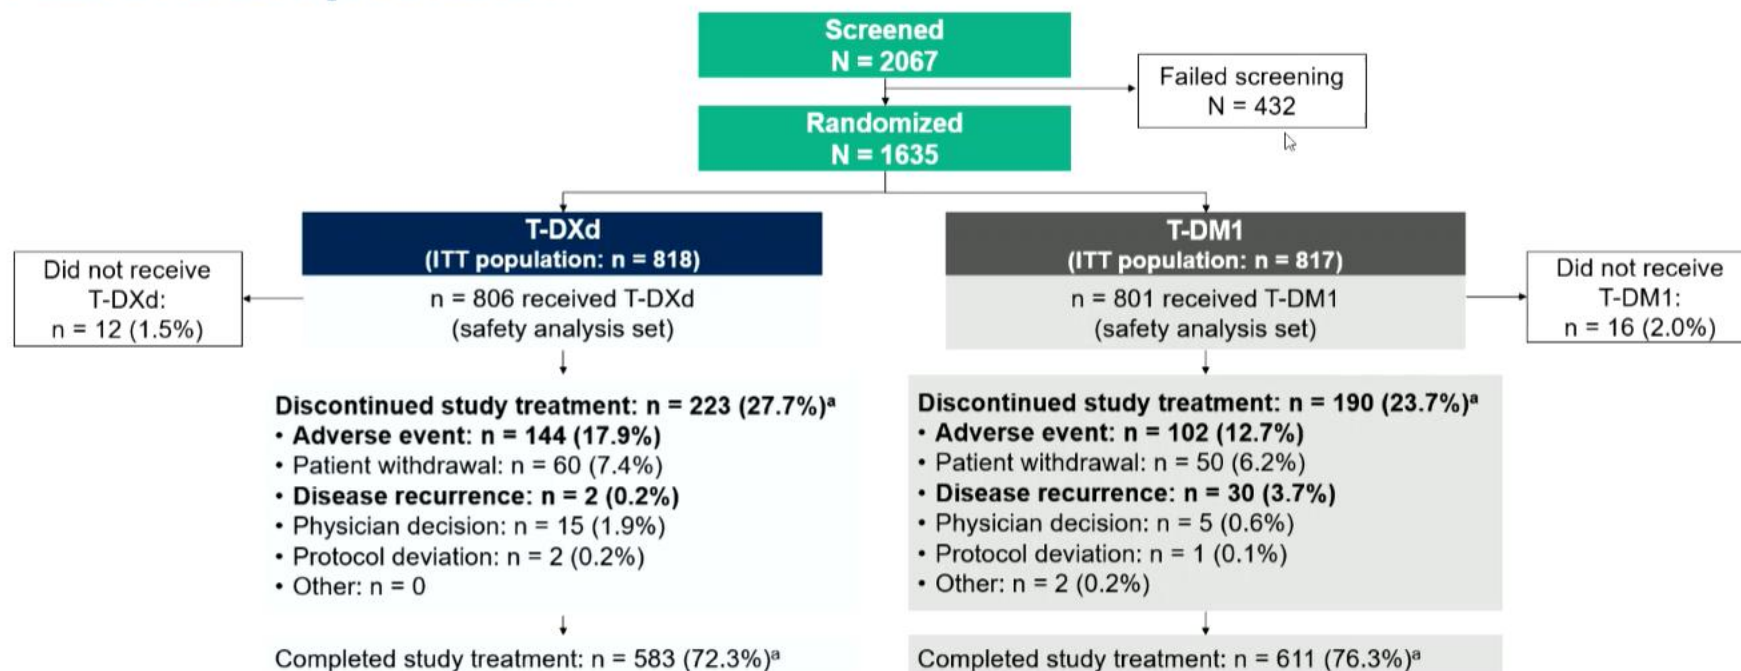 Screened
N = 2067
Failed screening
N = 432
Randomized
N = 1635
T-DXd
(ITT population: n = 818)
n = 806 received T-DXd
(safety analysis set)
Did not receive
T-DXd:
n = 12 (1.5%)
T-DM1
(ITT population: n = 817)
n = 801 received T-DM1
(safety analysis set)
Did not receive
T-DM1:
n = 16 (2.0%)
Discontinued study treatment: n = 223 (27.7%)ᵃ
• Adverse event: n = 144 (17.9%)
• Patient withdrawal: n = 60 (7.4%)
• Disease recurrence: n = 2 (0.2%)
• Physician decision: n = 15 (1.9%)
• Protocol deviation: n = 2 (0.2%)
• Other: n = 0
Completed study treatment: n = 583 (72.3%)ᵃ
Discontinued study treatment: n = 190 (23.7%)ᵃ
• Adverse event: n = 102 (12.7%)
• Patient withdrawal: n = 50 (6.2%)
• Disease recurrence: n = 30 (3.7%)
• Physician decision: n = 5 (0.6%)
• Protocol deviation: n = 1 (0.1%)
• Other: n = 2 (0.2%)
Completed study treatment: n = 611 (76.3%)ᵃ